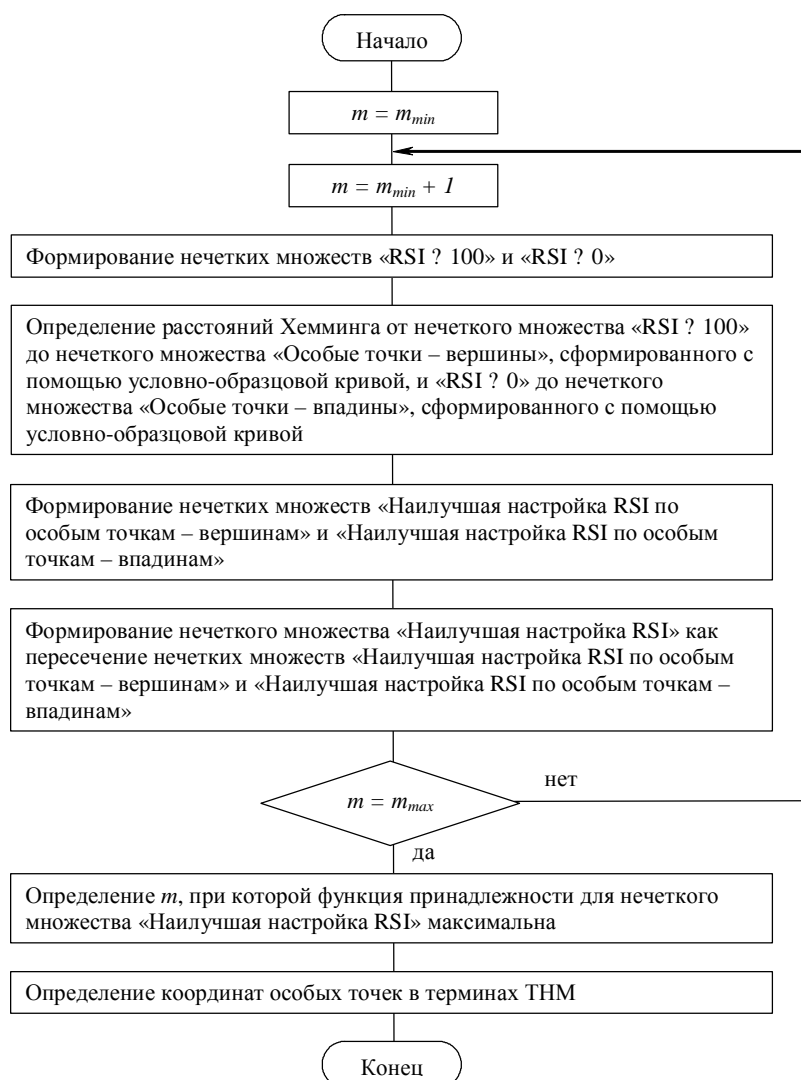 Начало
m = m_min
m = m_min + 1
Формирование нечетких множеств «RSI ? 100» и «RSI ? 0»
Определение расстояний Хемминга от нечеткого множества «RSI ? 100»
до нечеткого множества «Особые точки – вершины», сформированного с
помощью условно-образцовой кривой, и «RSI ? 0» до нечеткого
множества «Особые точки – впадины», сформированного с помощью
условно-образцовой кривой
Формирование нечетких множеств «Наилучшая настройка RSI по
особым точкам – вершинам» и «Наилучшая настройка RSI по особым
точкам – впадинам»
Формирование нечеткого множества «Наилучшая настройка RSI» как
пересечение нечетких множеств «Наилучшая настройка RSI по особым
точкам – вершинам» и «Наилучшая настройка RSI по особым точкам –
впадинам»
нет
m = m_max
да
Определение m, при которой функция принадлежности для нечеткого
множества «Наилучшая настройка RSI» максимальна
Определение координат особых точек в терминах ТНМ
Конец